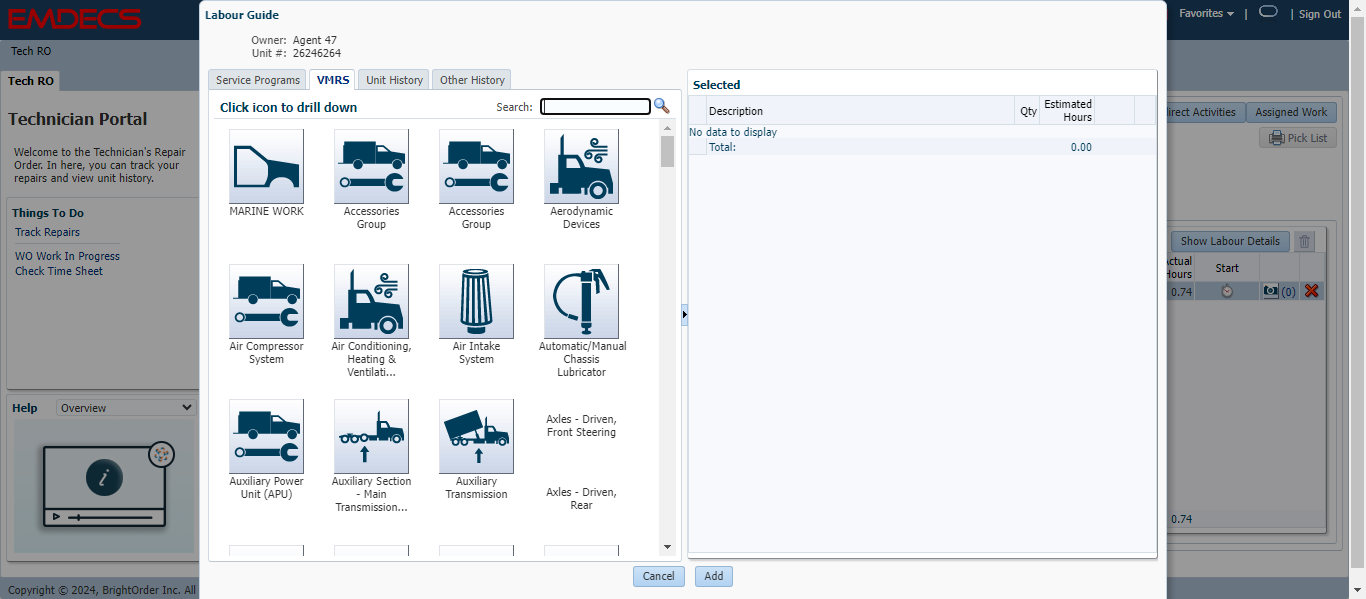 EMDECS
Labour Guide
Favorites | | Sign Out
Owner: Agent 47
Unit #: 26246264
Tech RO
Tech RO
Technician Portal
Welcome to the Technician's Repair
Order. In here, you can track your
repairs and view unit history.
Things To Do
Track Repairs
WO Work In Progress
Check Time Sheet
Help Overview
Copyright © 2024, BrightOrder Inc. All
Service Programs VMRS Unit History Other History
Click icon to drill down Search:
MARINE WORK
Accessories
Group
Accessories
Group
Aerodynamic
Devices
Air Compressor
System
Air Conditioning,
Heating &
Ventilati...
Air Intake
System
Automatic/Manual
Chassis
Lubricator
Auxiliary Power
Unit (APU)
Auxiliary Section
- Main
Transmission...
Auxiliary
Transmission
Axles - Driven,
Front Steering
Axles - Driven,
Rear
Selected
Description Qty Estimated
Hours
No data to display
Total: 0.00
Cancel Add
irect Activities Assigned Work
Pick List
Show Labour Details
ctual
Hours Start
0.74 (0)
0.74